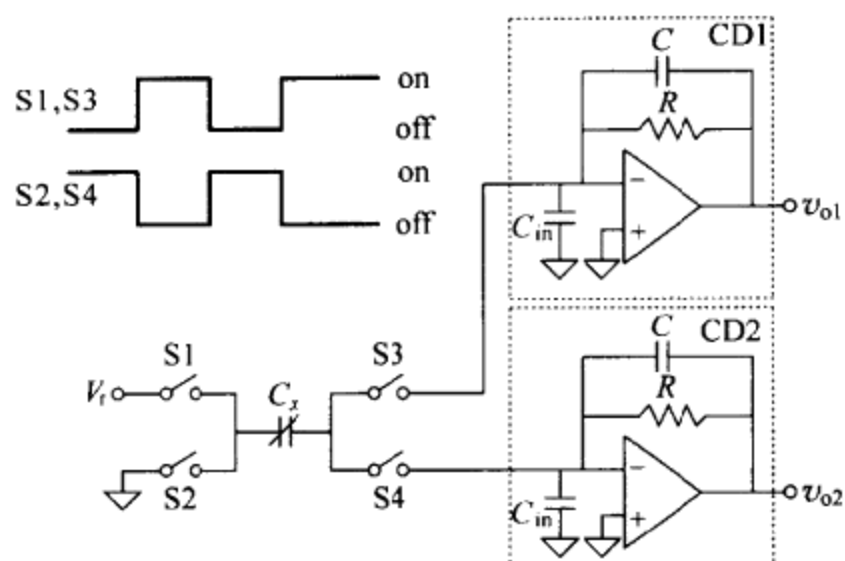 S1,S3
on
off
S2,S4
on
off
CD1
C
R
−
+
C_in
v_o1
CD2
C
R
−
+
C_in
v_o2
V_r
S1
S2
C_x
S3
S4